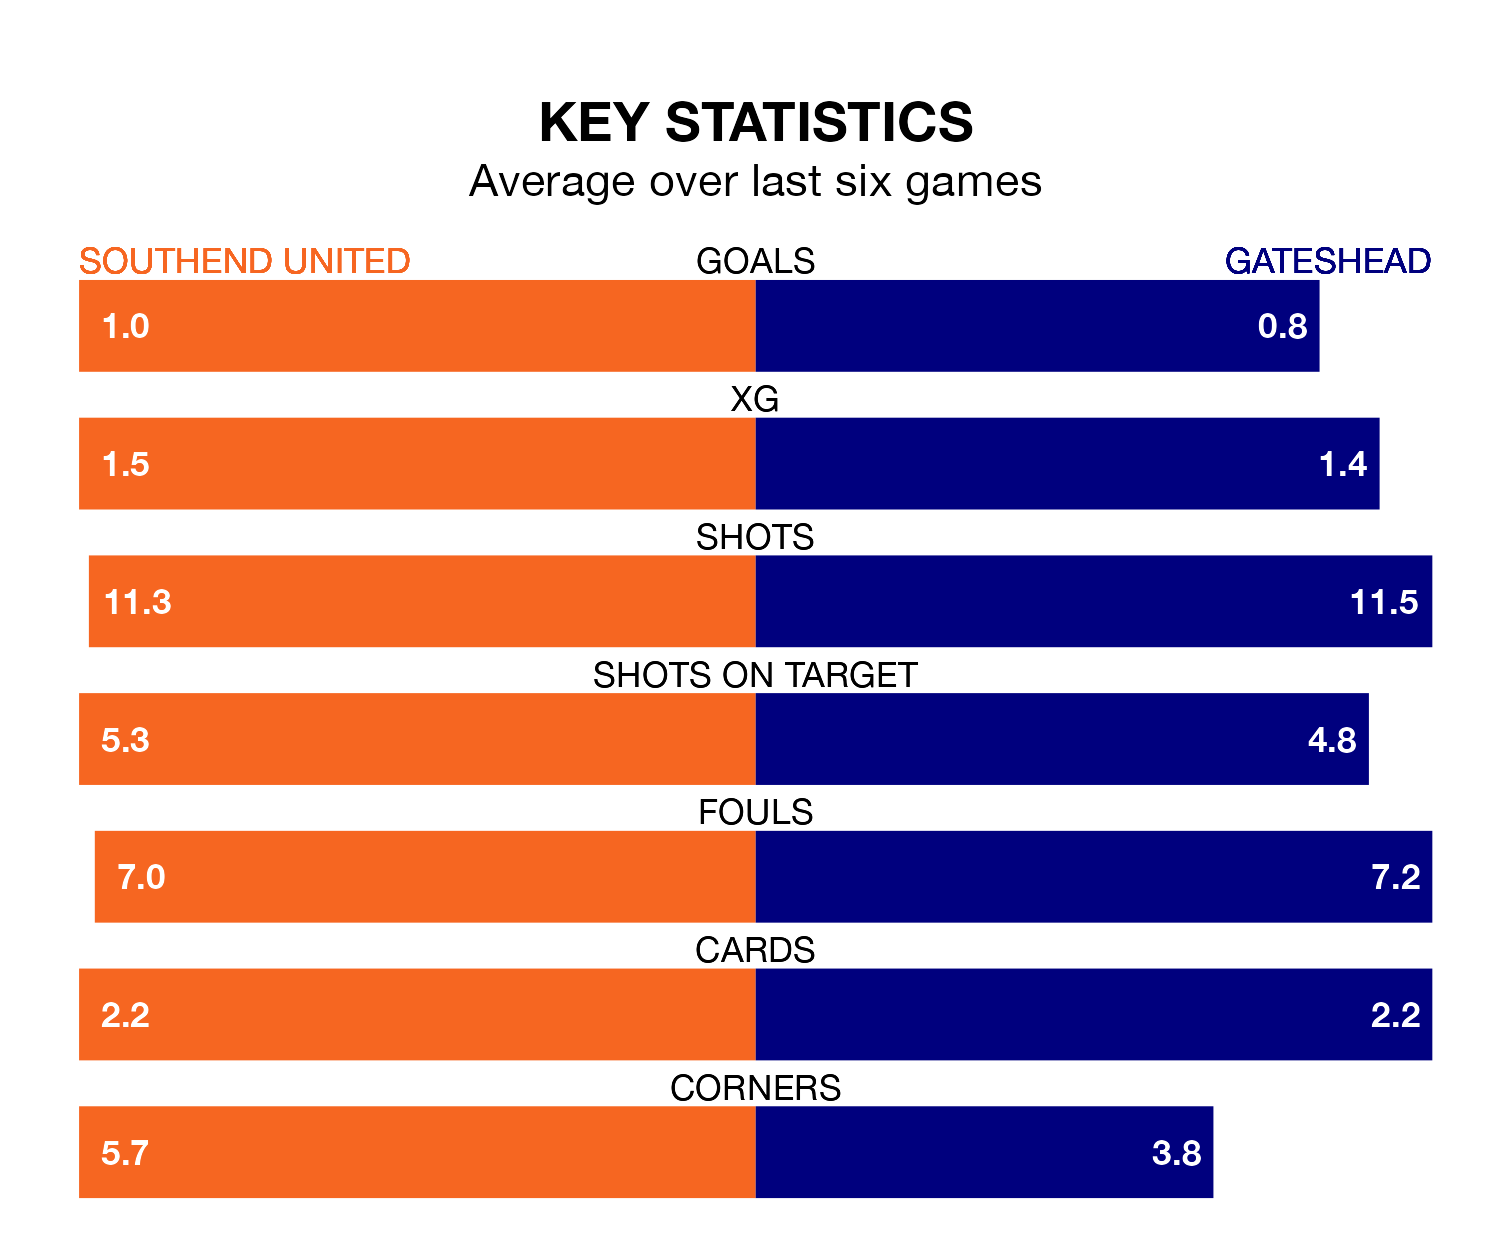 KEY STATISTICS
Average over last six games
SOUTHEND UNITED GOALS GATESHEAD
1.0 0.8
XG
1.5 1.4
SHOTS
11.3 11.5
SHOTS ON TARGET
5.3 4.8
FOULS
7.0 7.2
CARDS
2.2 2.2
CORNERS
5.7 3.8